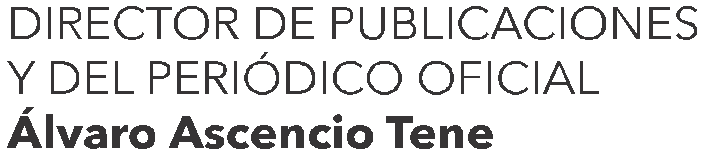 DIRECTOR DE PUBLICACIONES
Y DEL PERIÓDICO OFICIAL
Álvaro Ascencio Tene